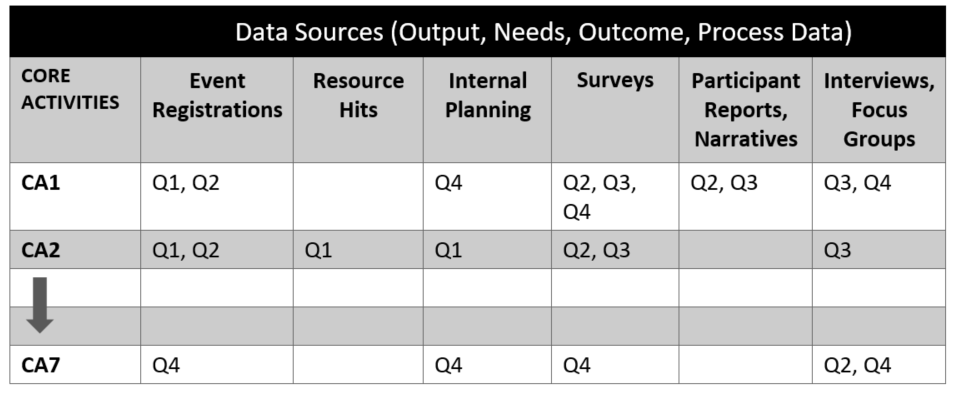 Data Sources (Output, Needs, Outcome, Process Data)
CORE ACTIVITIES Event Registrations Resource Hits Internal Planning Surveys Participant Reports, Narratives Interviews, Focus Groups
CA1 Q1, Q2 Q4 Q2, Q3, Q4 Q2, Q3 Q3, Q4
CA2 Q1, Q2 Q1 Q1 Q2, Q3 Q3
CA7 Q4 Q4 Q4 Q2, Q4